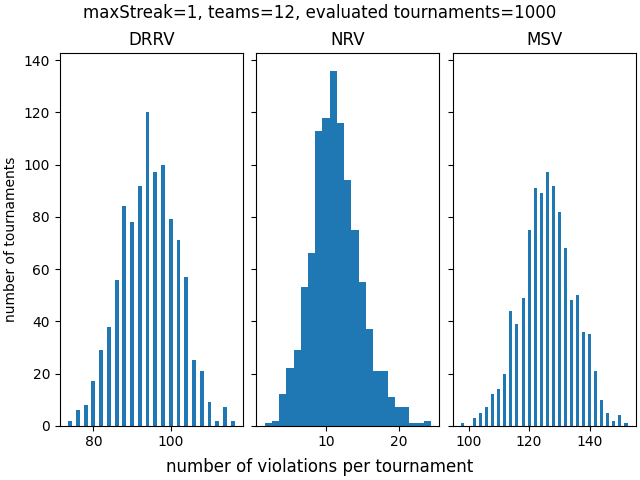 maxStreak=1, teams=12, evaluated tournaments=1000
DRRV NRV MSV
number of tournaments
140
120
100
80
60
40
20
0
80 100 10 20 100 120 140
number of violations per tournament